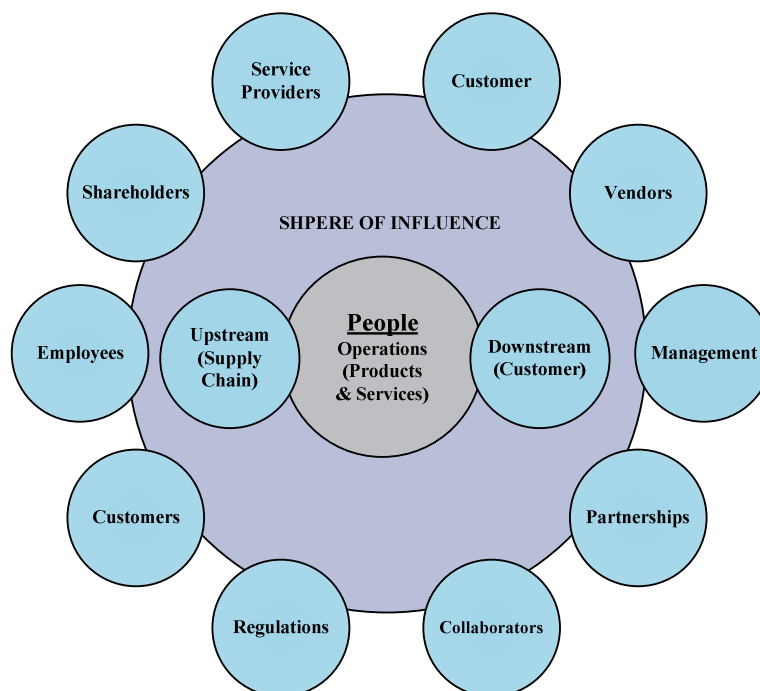 Service
Providers
Customer
Shareholders
Vendors
SHPERE OF INFLUENCE
Employees
Upstream
(Supply
Chain)
People
Operations
(Products
& Services)
Downstream
(Customer)
Management
Customers
Partnerships
Regulations
Collaborators